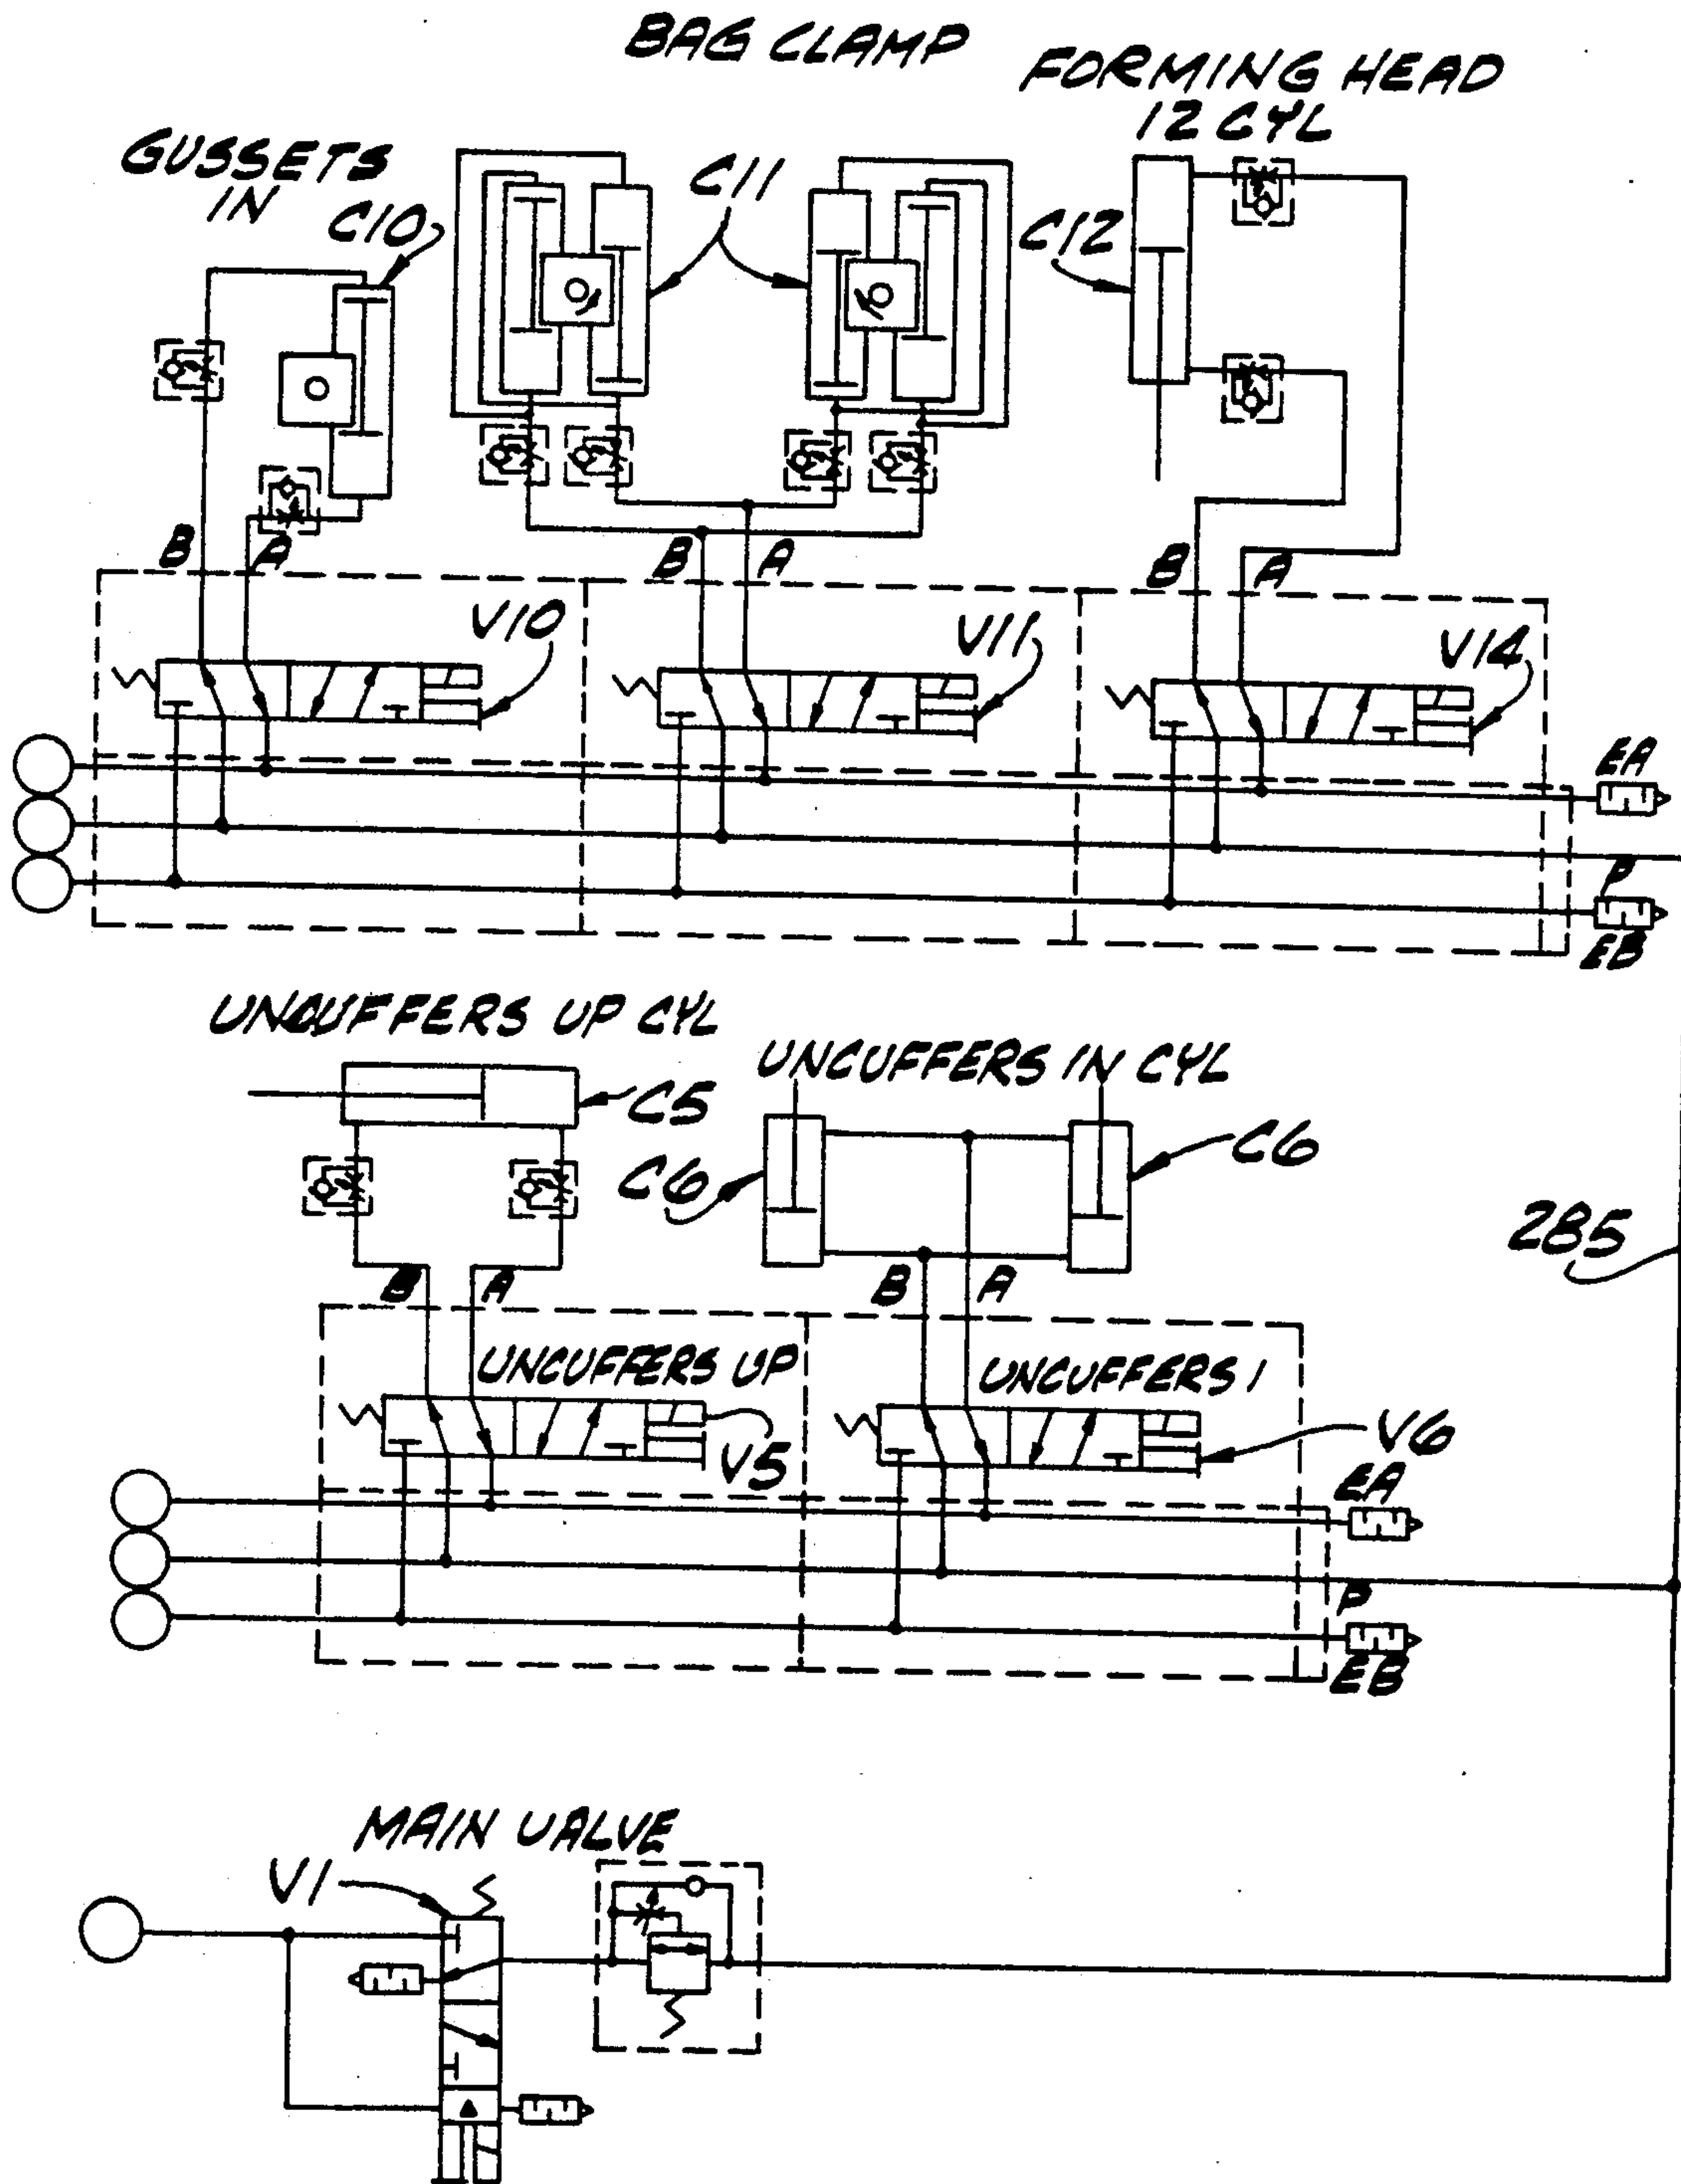 BAG CLAMP
FORMING HEAD
12 CYL
GUSSETS
IN
C10
C11
C12
B
A
B
A
B
A
V10
V11
V14
EA
P
EB
UNCUFFERS UP CYL
UNCUFFERS IN CYL
C5
C6
C6
285
B
A
B
A
UNCUFFERS UP
UNCUFFERS I
V5
V6
EA
P
EB
MAIN VALVE
V1